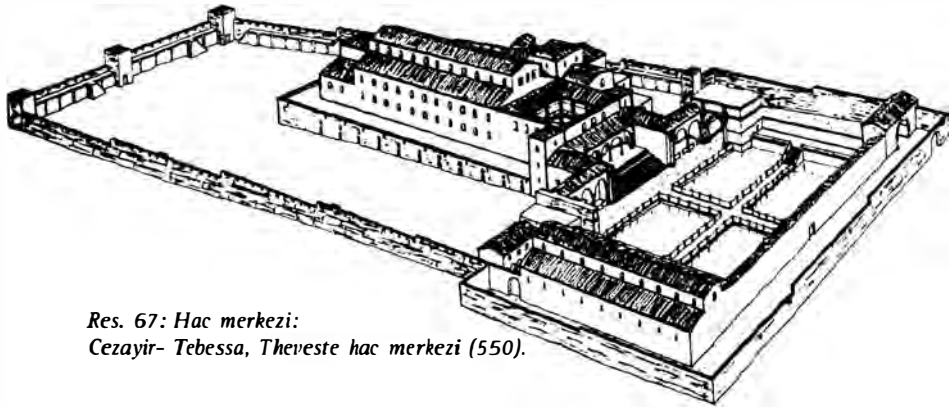 Res. 67: Hac merkezi:
Cezayir- Tebessa, Theveste hac merkezi (550).